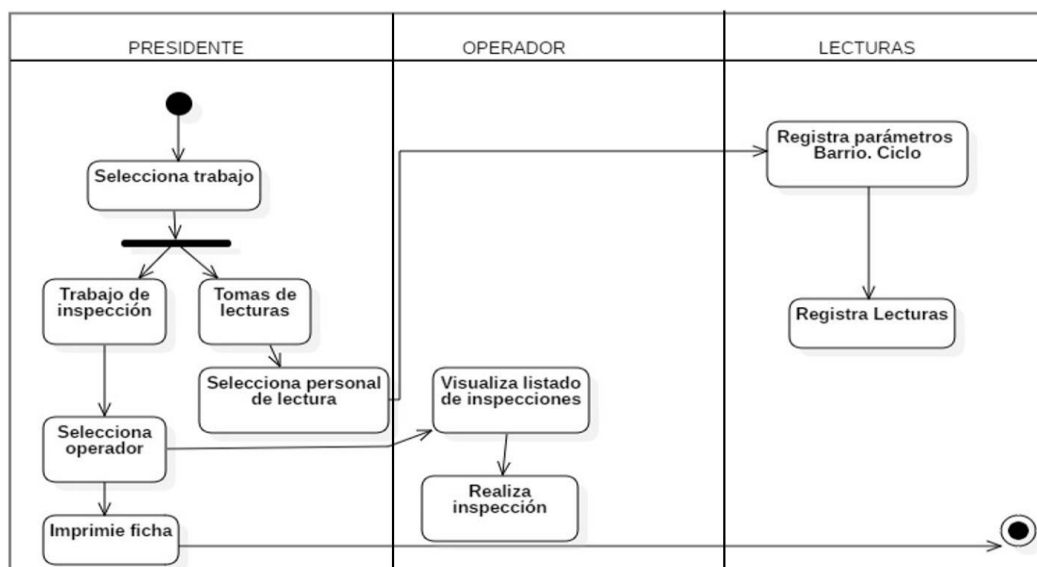 PRESIDENTE
OPERADOR
LECTURAS
Selecciona trabajo
Trabajo de
inspección
Tomas de
lecturas
Selecciona personal
de lectura
Selecciona
operador
Imprimie ficha
Visualiza listado
de inspecciones
Realiza
inspección
Registra parámetros
Barrio. Ciclo
Registra Lecturas